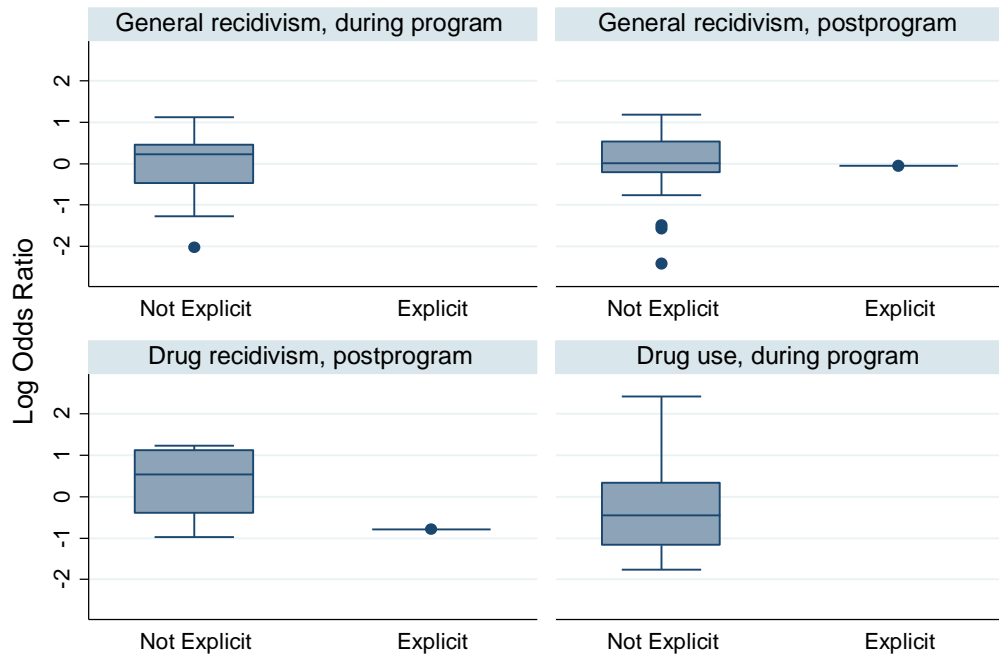 General recidivism, during program
General recidivism, postprogram
Log Odds Ratio
2
1
0
-1
-2
Not Explicit
Explicit
Not Explicit
Explicit
Drug recidivism, postprogram
Drug use, during program
2
1
0
-1
-2
Not Explicit
Explicit
Not Explicit
Explicit